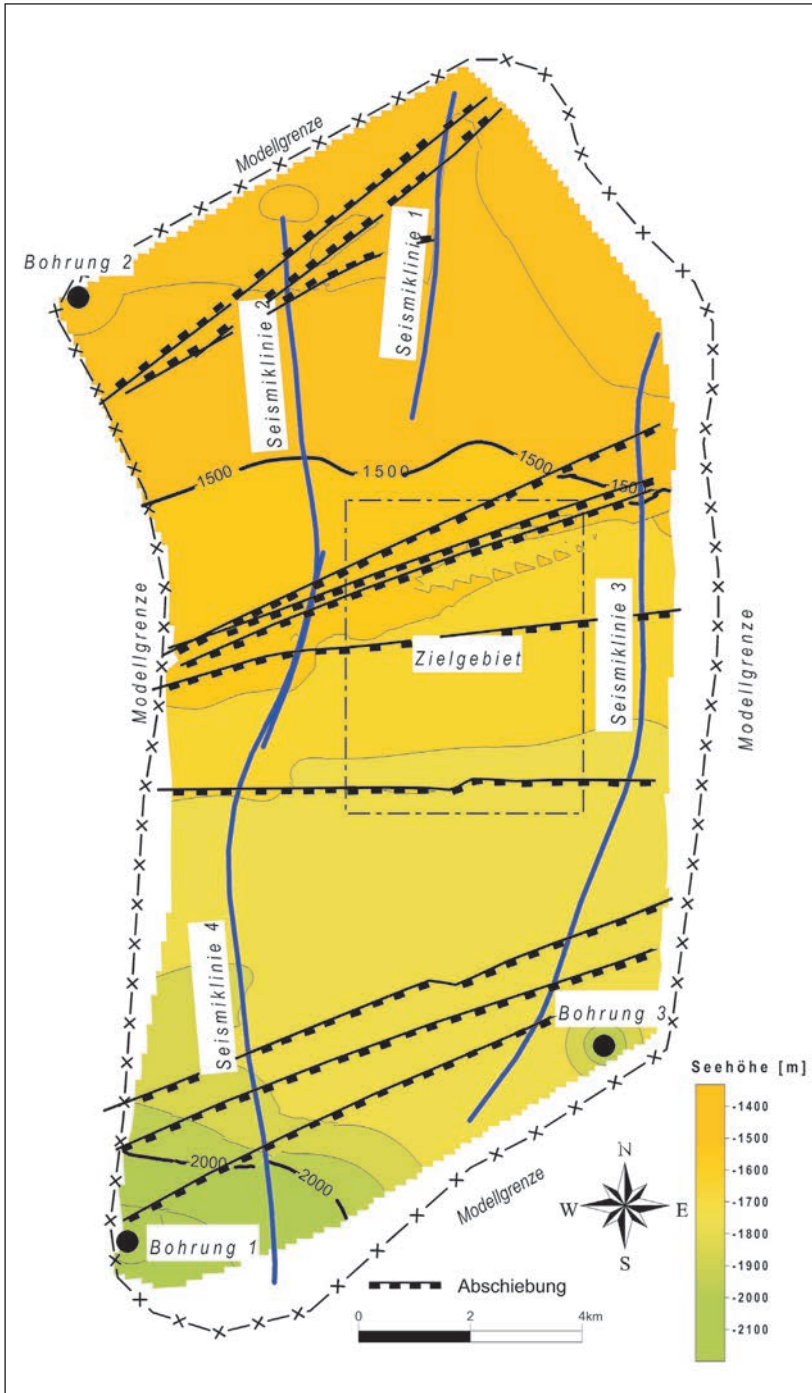 Modellgrenze
Bohrung 2
Seismiklinie 1
Seismiklinie 2
-1500
-1500
-1500
-1500
Modellgrenze
Zielgebiet
Seismiklinie 3
Modellgrenze
Seismiklinie 4
Bohrung 3
Seehöhe [m]
-1400
-1500
-1600
-1700
-1800
-1900
-2000
-2100
-2000
-2000
N
W E
S
Modellgrenze
Bohrung 1
Abschiebung
0 2 4km